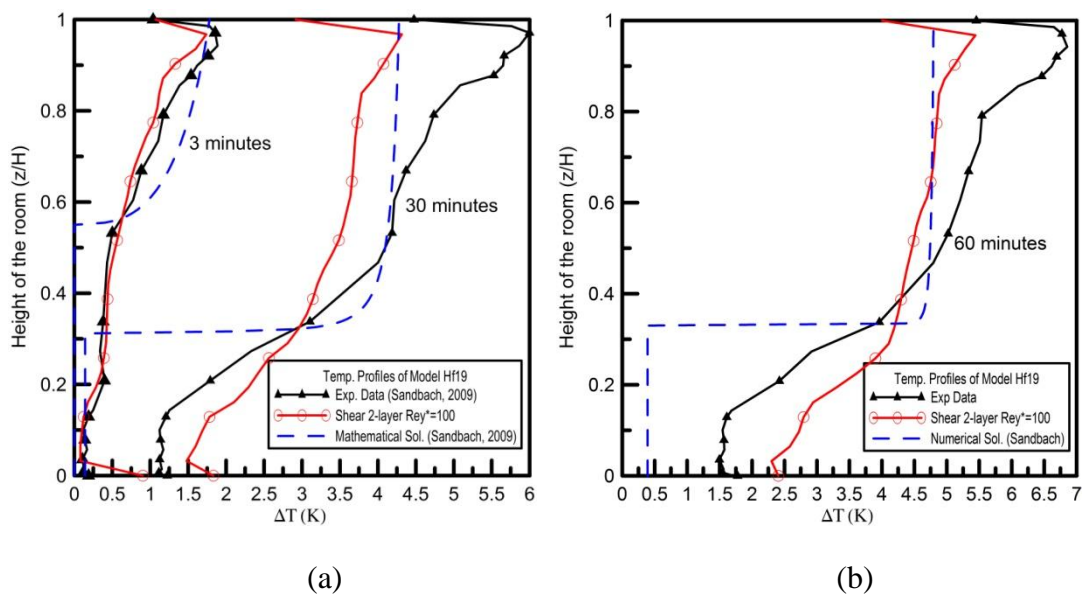 1
0.8
0.6
0.4
0.2
0
Height of the room (z/H)
3 minutes
30 minutes
Temp. Profiles of Model Hf19
Exp. Data (Sandbach, 2009)
Shear 2-layer Rey*=100
Mathematical Sol. (Sandbach, 2009)
0 0.5 1 1.5 2 2.5 3 3.5 4 4.5 5 5.5 6
ΔT (K)
(a)
1
0.8
0.6
0.4
0.2
0
Height of the room (z/H)
60 minutes
Temp. Profiles of Model Hf19
Exp Data
Shear 2-layer Rey*=100
Numerical Sol. (Sandbach)
0 0.5 1 1.5 2 2.5 3 3.5 4 4.5 5 5.5 6 6.5 7
ΔT (K)
(b)